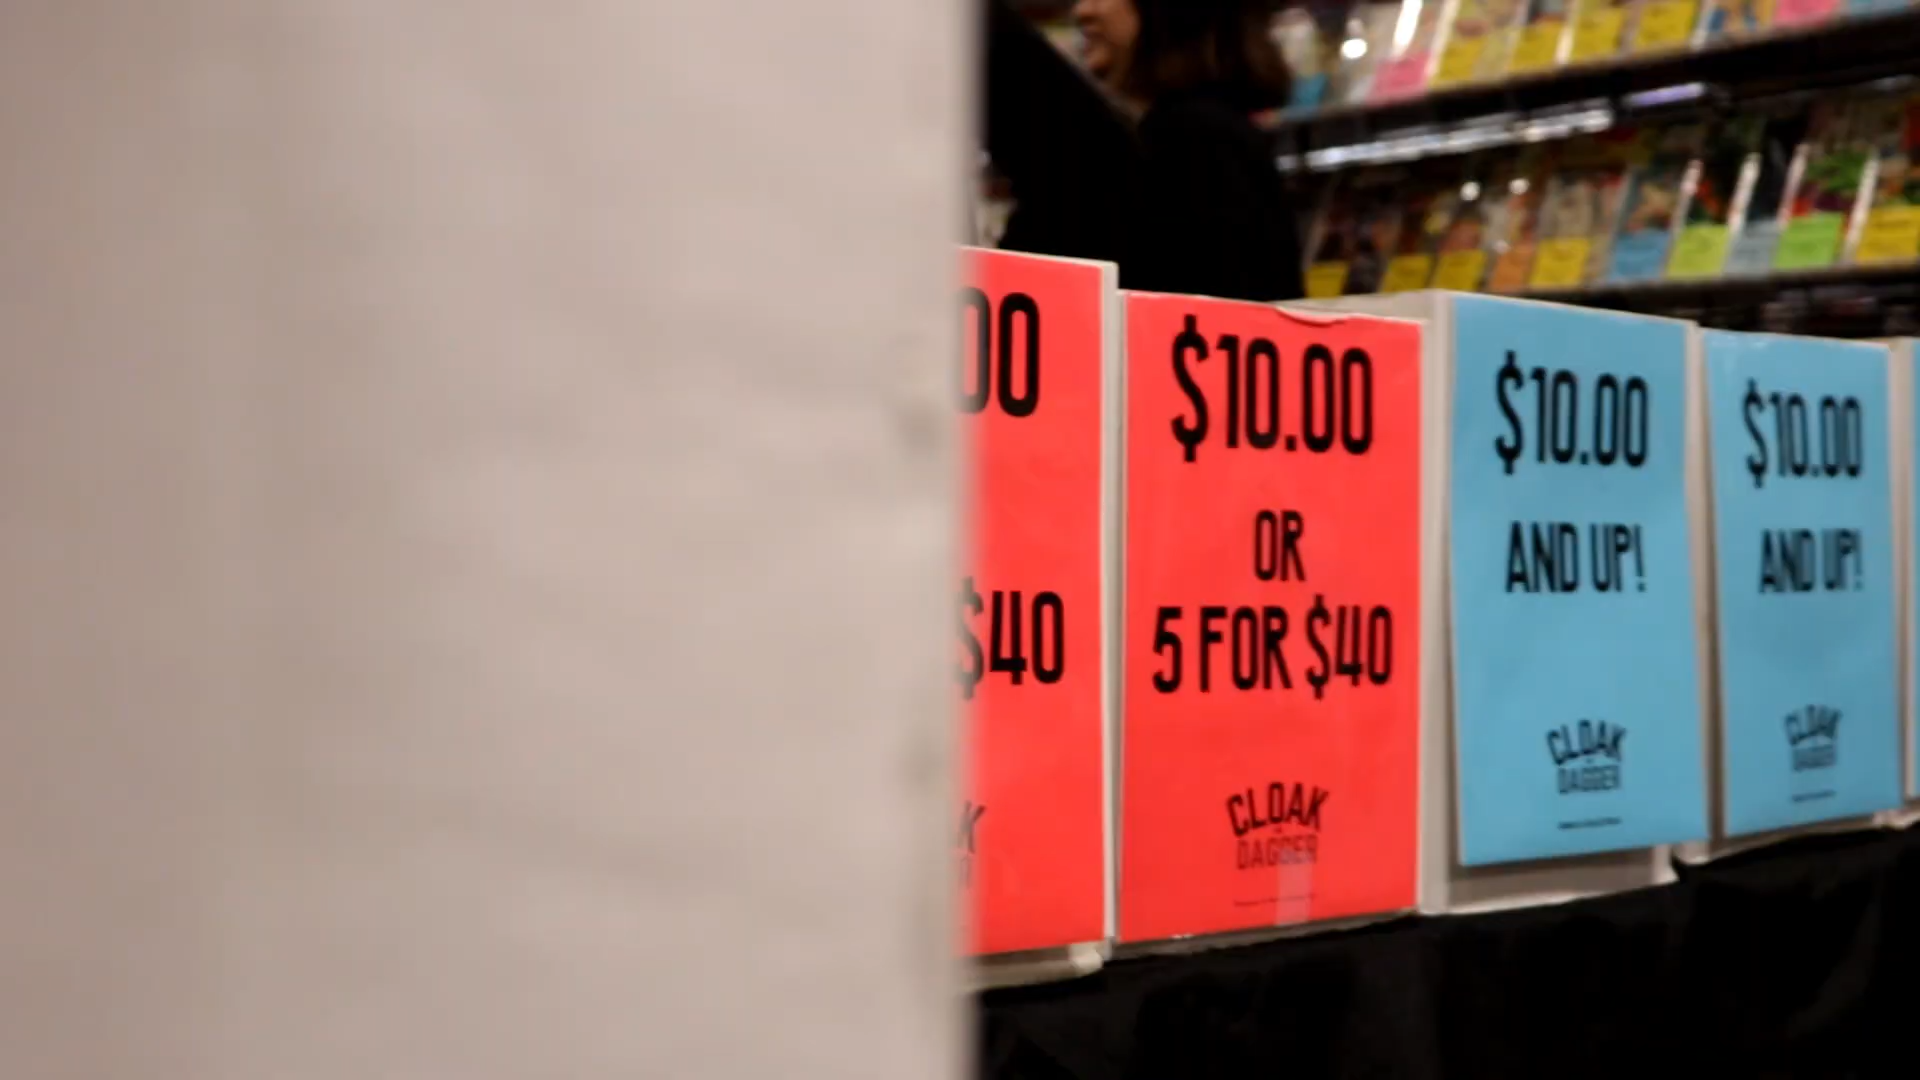 00
$40
K
$10.00
OR
5 FOR $40
CLOAK
DAGGER
$10.00
AND UP!
CLOAK
DAGGER
$10.00
AND UP!
CLOAK
DAGGER